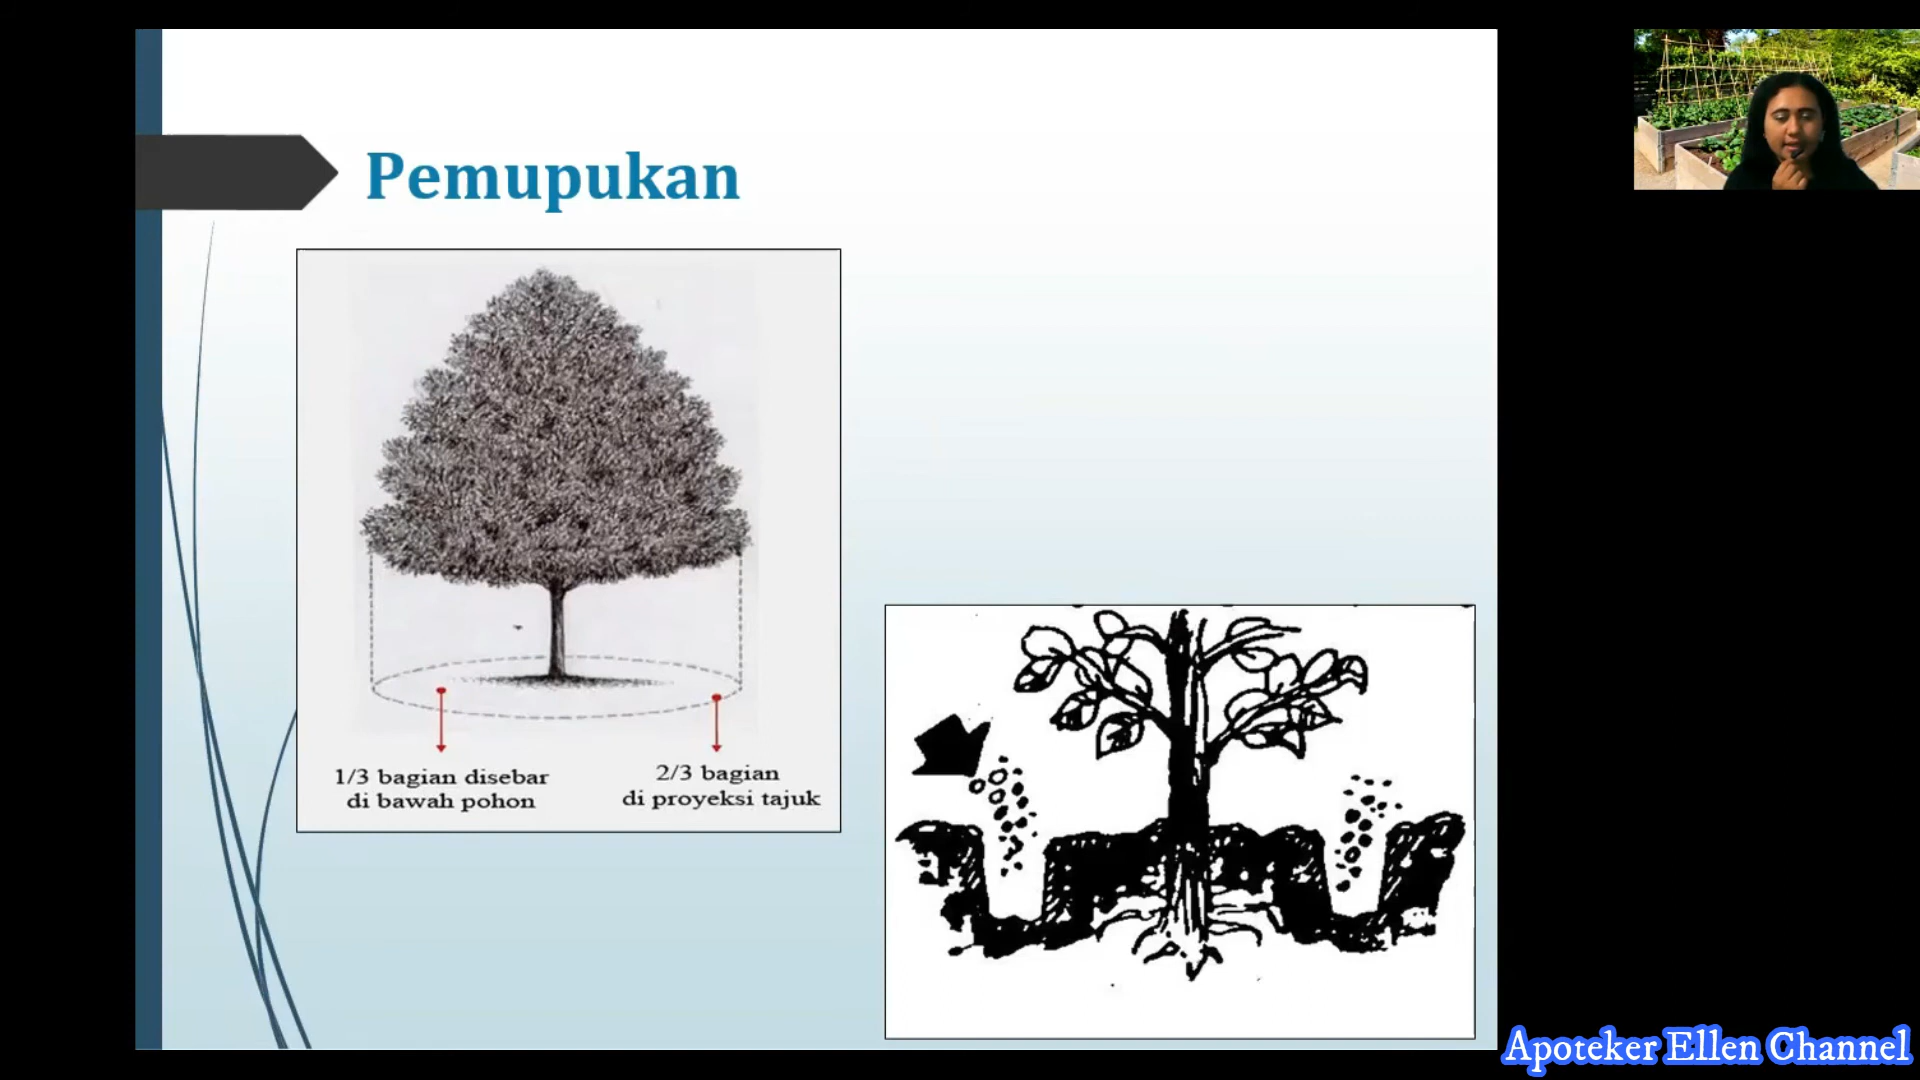 Pemupukan
1/3 bagian disebar
di bawah pohon
2/3 bagian
di proyeksi tajuk
Apoteker Ellen Channel